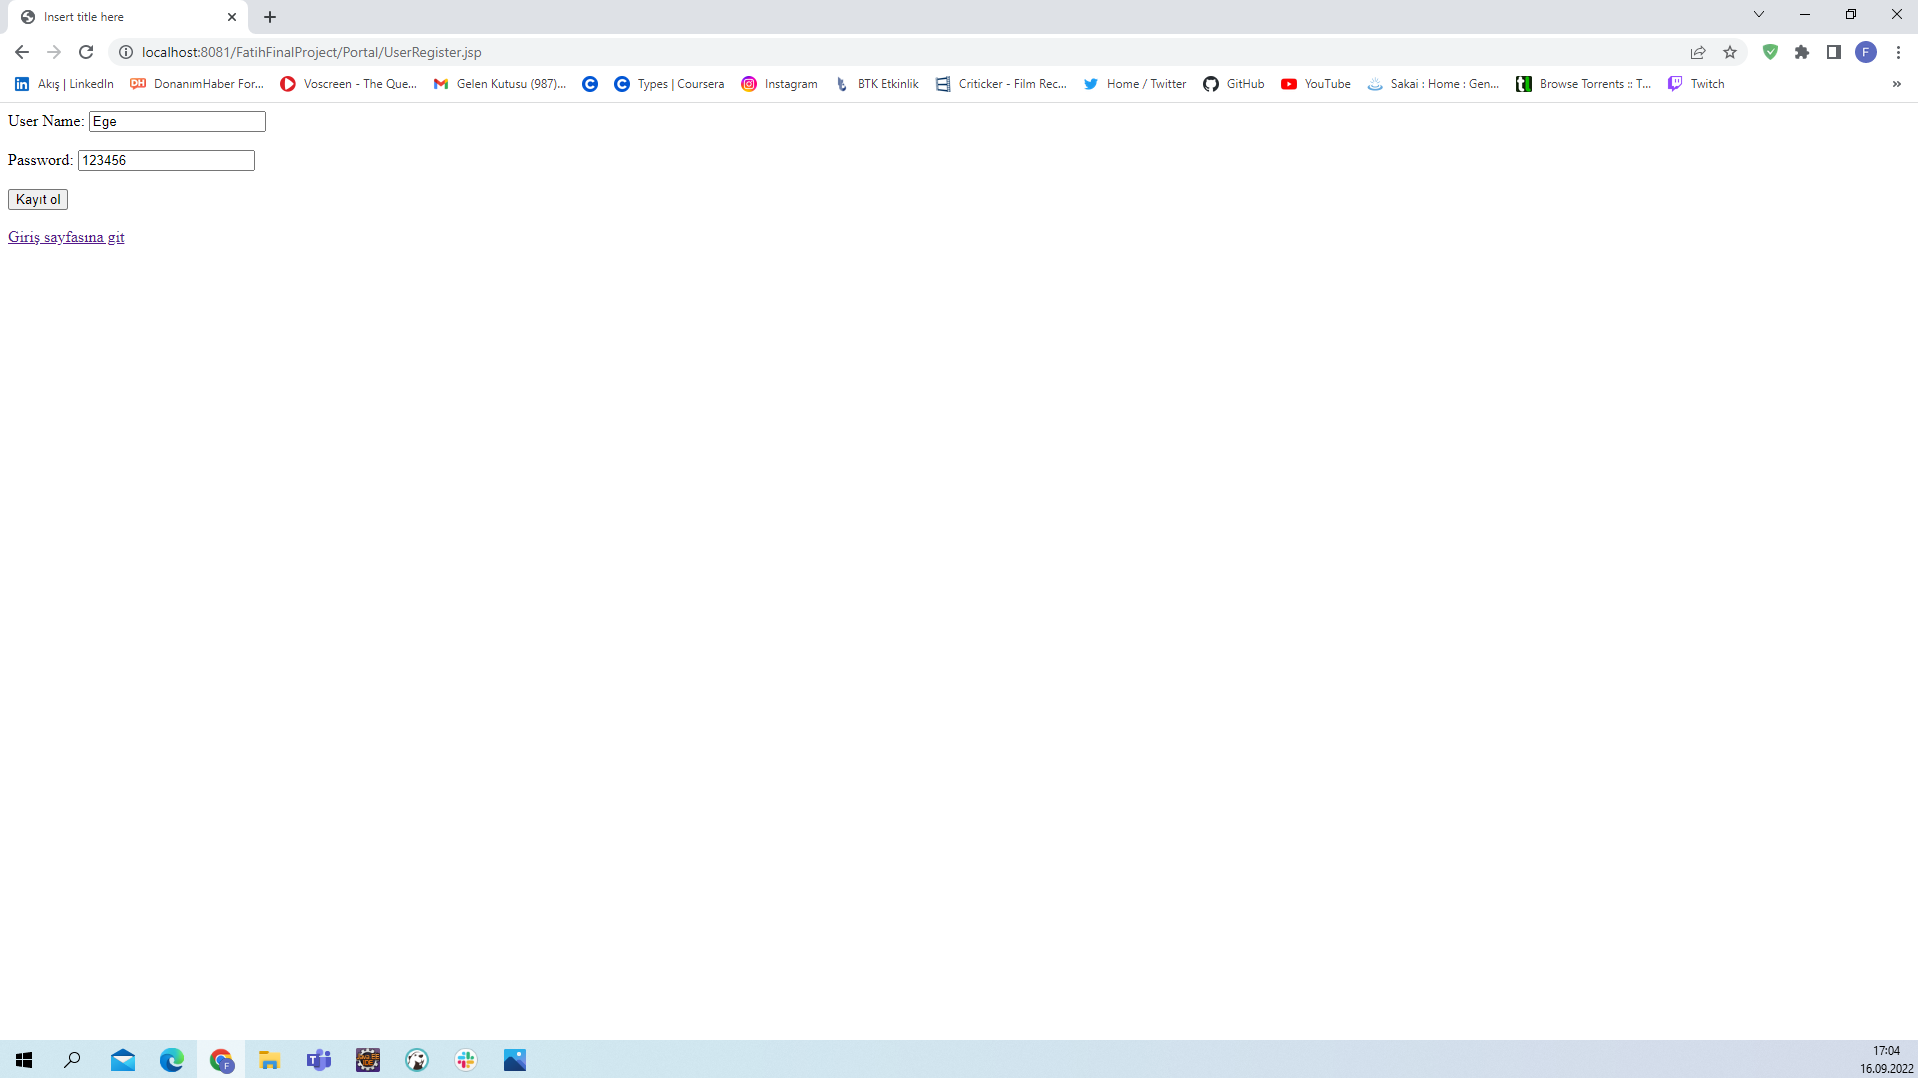 Insert title here
localhost:8081/FatihFinalProject/Portal/UserRegister.jsp
F
Akış | LinkedIn DonanımHaber For... Voscreen - The Que... Gelen Kutusu (987)... Types | Coursera Instagram BTK Etkinlik Criticker - Film Rec... Home / Twitter GitHub YouTube Sakai : Home : Gen... Browse Torrents :: T... Twitch »
User Name: Ege
Password: 123456
Kayıt ol
Giriş sayfasına git
17:04
16.09.2022